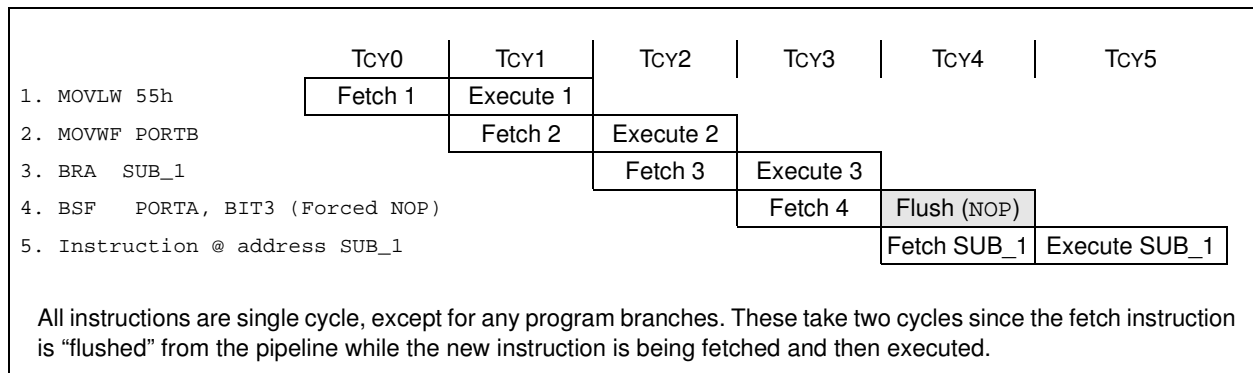 TCY0 TCY1 TCY2 TCY3 TCY4 TCY5
1. MOVLW 55h Fetch 1 Execute 1
2. MOVWF PORTB Fetch 2 Execute 2
3. BRA SUB_1 Fetch 3 Execute 3
4. BSF PORTA, BIT3 (Forced NOP) Fetch 4 Flush (NOP)
5. Instruction @ address SUB_1 Fetch SUB_1 Execute SUB_1
All instructions are single cycle, except for any program branches. These take two cycles since the fetch instruction
is “flushed” from the pipeline while the new instruction is being fetched and then executed.